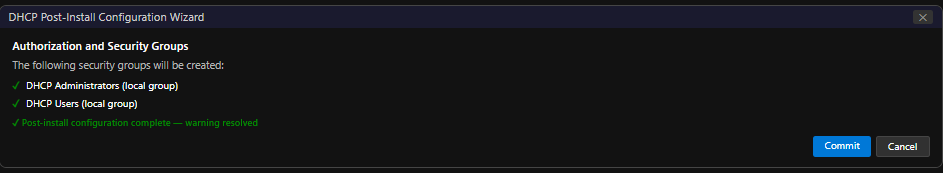 DHCP Post-Install Configuration Wizard
Authorization and Security Groups
The following security groups will be created:
✓ DHCP Administrators (local group)
✓ DHCP Users (local group)
✓ Post-install configuration complete — warning resolved
Commit Cancel